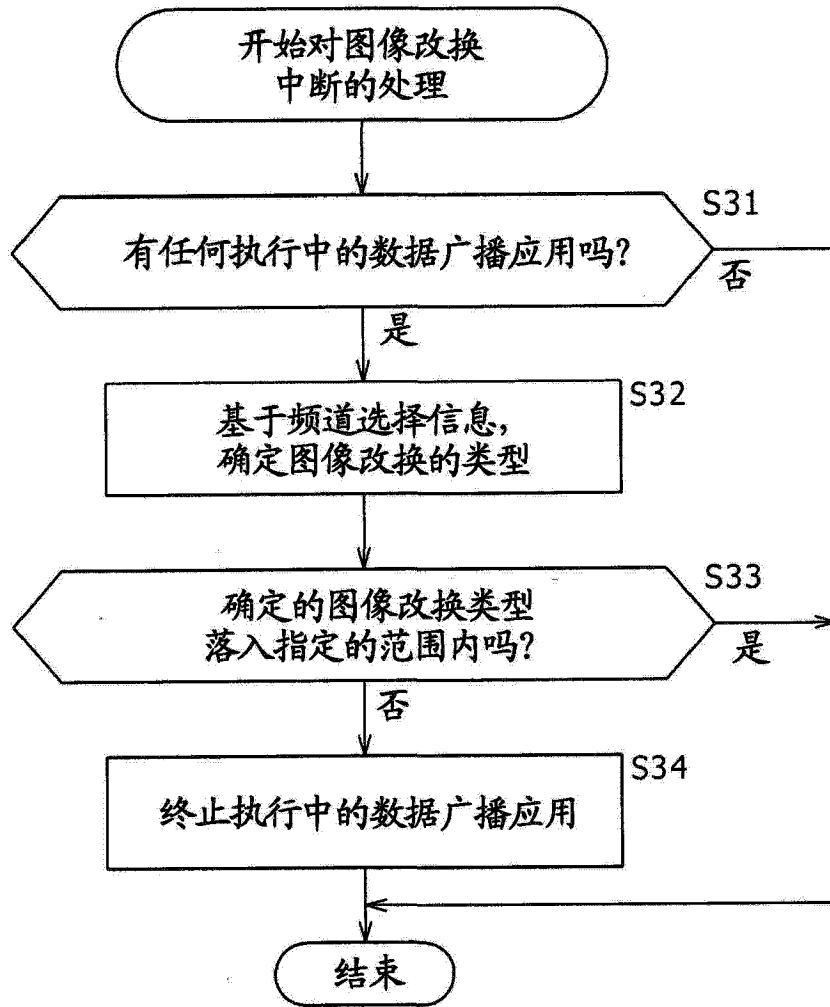 开始对图像改换
中断的处理
S31
有任何执行中的数据广播应用吗?
否
是
S32
基于频道选择信息,
确定图像改换的类型
S33
确定的图像改换类型
落入指定的范围内吗?
是
否
S34
终止执行中的数据广播应用
结束